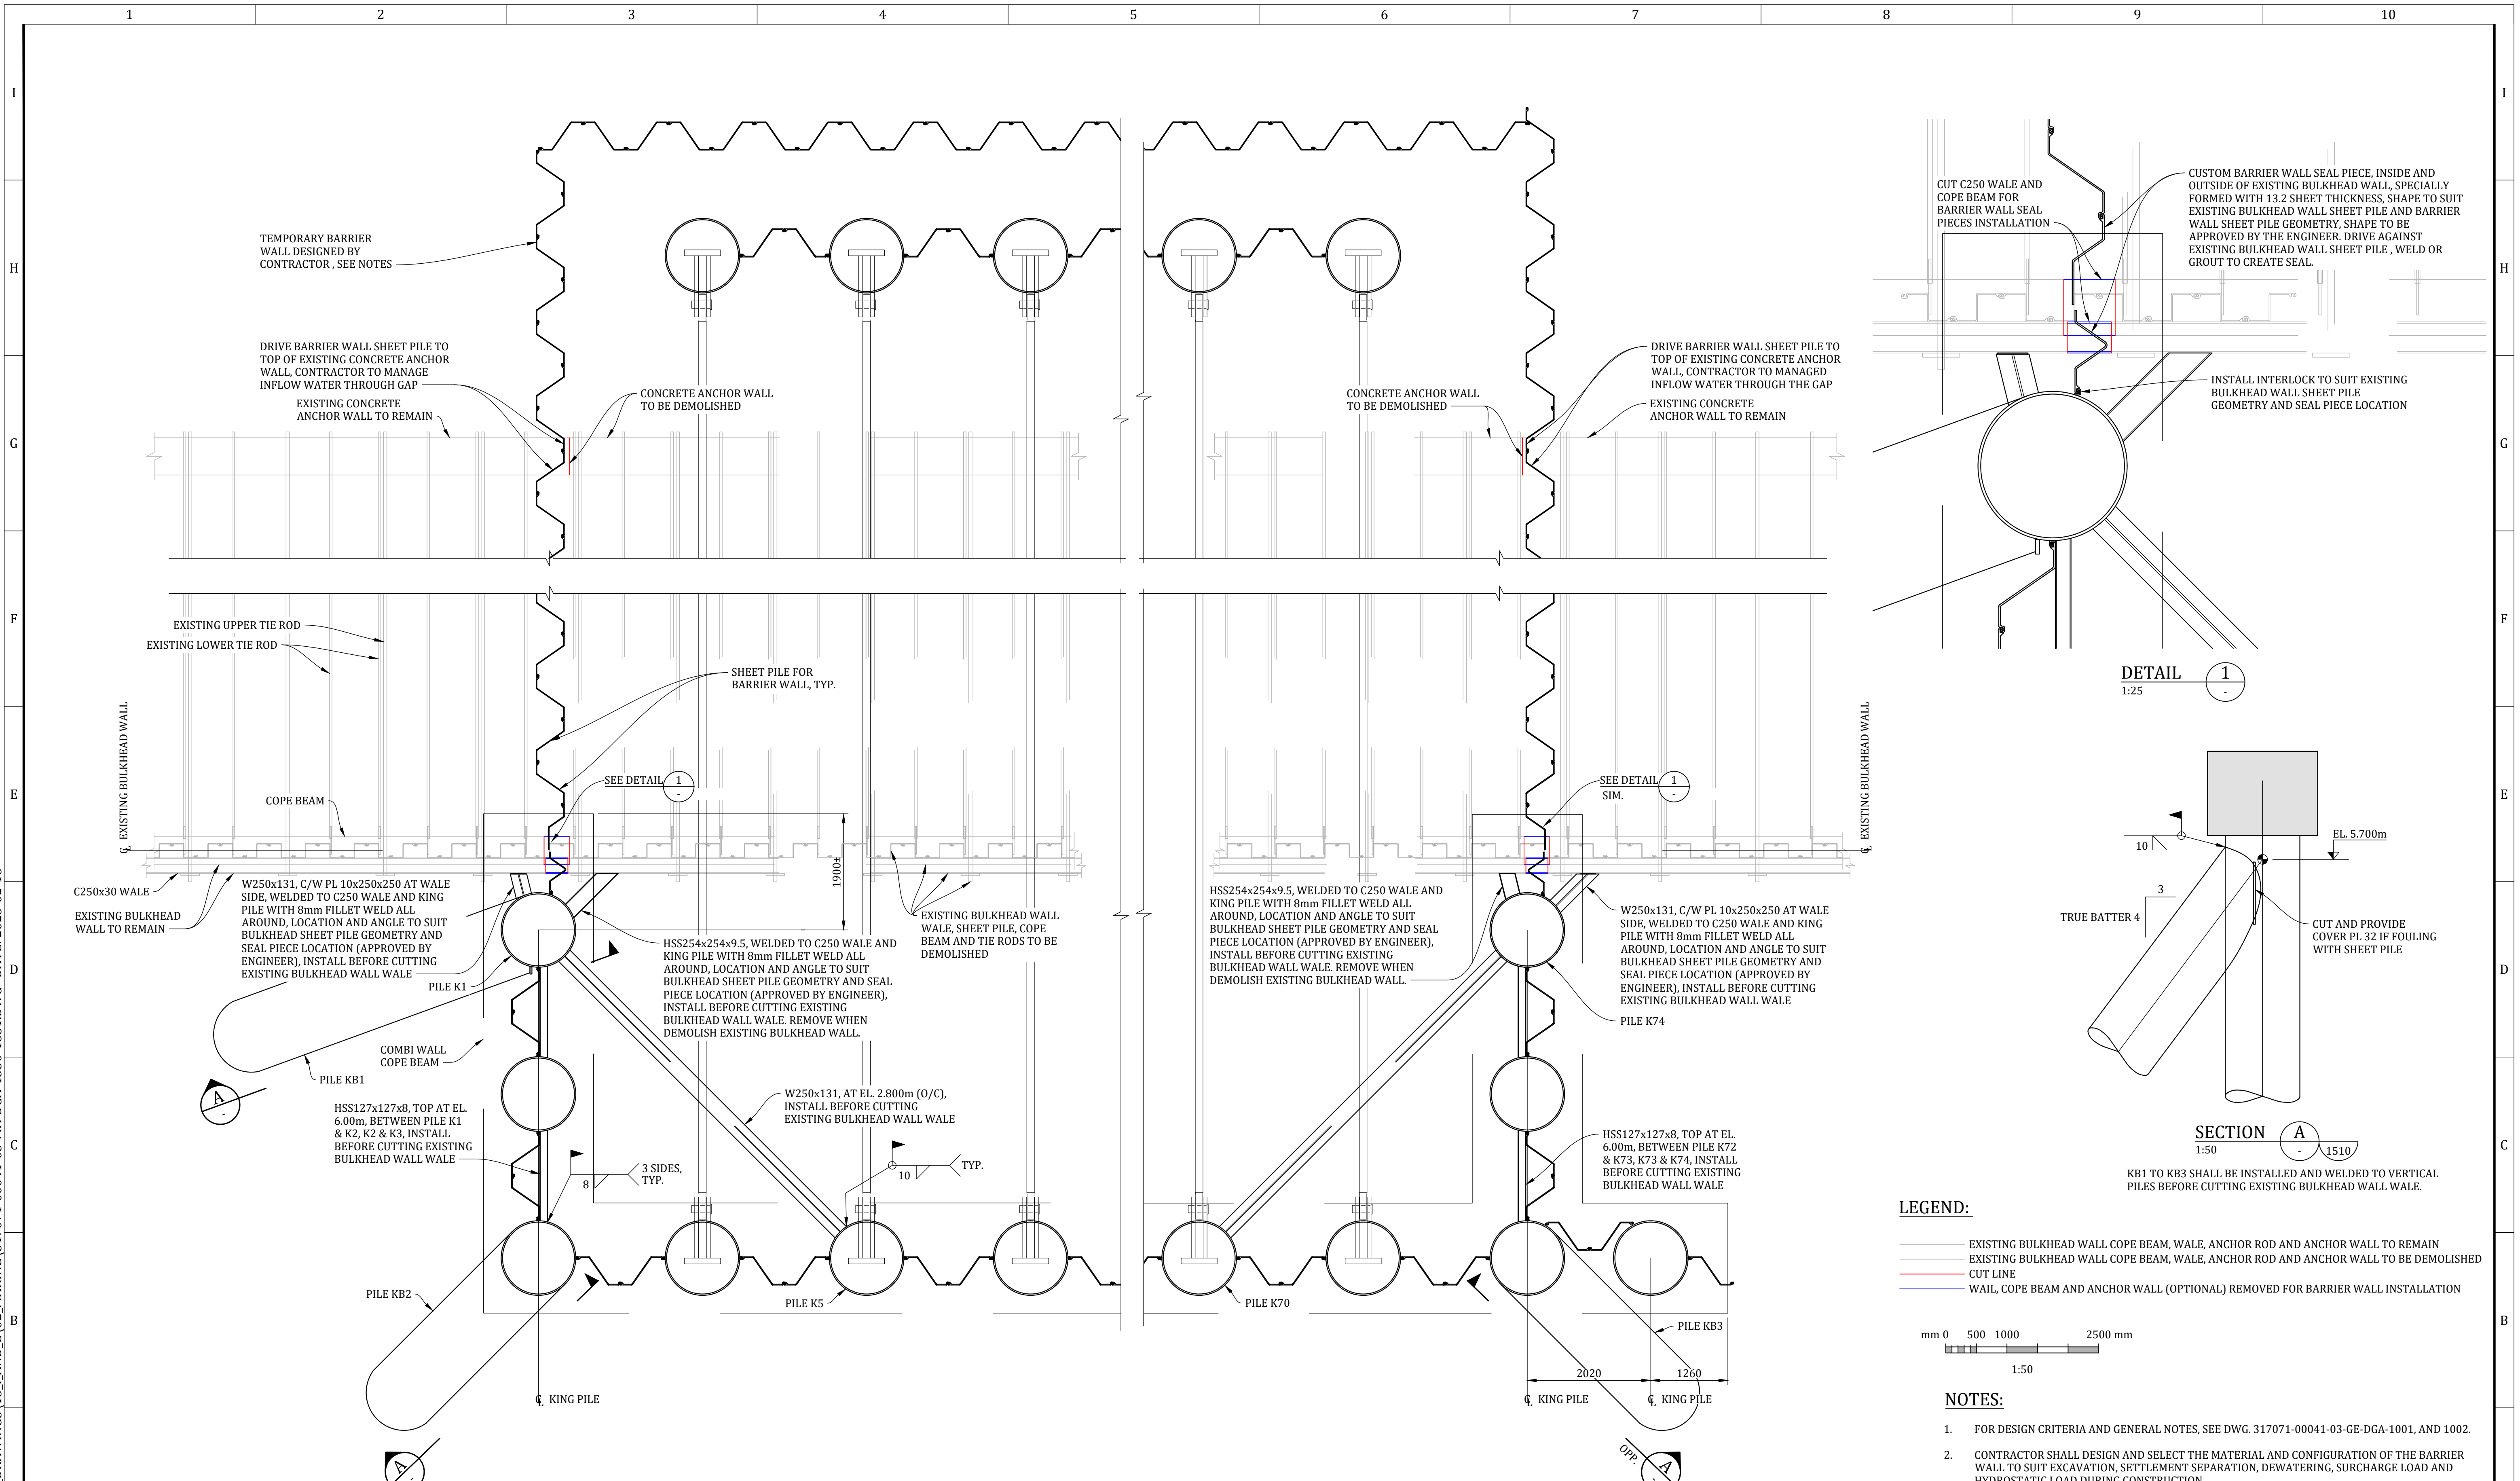 1 2 3 4 5 6 7 8 9 10
I
I
H
H
G
G
F
F
E
E
D
D
C
C
B
B
TEMPORARY BARRIER
WALL DESIGNED BY
CONTRACTOR , SEE NOTES
DRIVE BARRIER WALL SHEET PILE TO
TOP OF EXISTING CONCRETE ANCHOR
WALL, CONTRACTOR TO MANAGE
INFLOW WATER THROUGH GAP
EXISTING CONCRETE
ANCHOR WALL TO REMAIN
CONCRETE ANCHOR WALL
TO BE DEMOLISHED
CONCRETE ANCHOR WALL
TO BE DEMOLISHED
DRIVE BARRIER WALL SHEET PILE TO
TOP OF EXISTING CONCRETE ANCHOR
WALL, CONTRACTOR TO MANAGED
INFLOW WATER THROUGH THE GAP
EXISTING CONCRETE
ANCHOR WALL TO REMAIN
CUT C250 WALE AND
COPE BEAM FOR
BARRIER WALL SEAL
PIECES INSTALLATION
CUSTOM BARRIER WALL SEAL PIECE, INSIDE AND
OUTSIDE OF EXISTING BULKHEAD WALL, SPECIALLY
FORMED WITH 13.2 SHEET THICKNESS, SHAPE TO SUIT
EXISTING BULKHEAD WALL SHEET PILE AND BARRIER
WALL SHEET PILE GEOMETRY, SHAPE TO BE
APPROVED BY THE ENGINEER. DRIVE AGAINST
EXISTING BULKHEAD WALL SHEET PILE , WELD OR
GROUT TO CREATE SEAL.
INSTALL INTERLOCK TO SUIT EXISTING
BULKHEAD WALL SHEET PILE
GEOMETRY AND SEAL PIECE LOCATION
DETAIL 1
1:25 -
EXISTING UPPER TIE ROD
EXISTING LOWER TIE ROD
SHEET PILE FOR
BARRIER WALL, TYP.
℄ EXISTING BULKHEAD WALL
℄ EXISTING BULKHEAD WALL
SEE DETAIL 1
-
SEE DETAIL 1
SIM. -
COPE BEAM
1900±
C250x30 WALE
EXISTING BULKHEAD
WALL TO REMAIN
W250x131, C/W PL 10x250x250 AT WALE
SIDE, WELDED TO C250 WALE AND KING
PILE WITH 8mm FILLET WELD ALL
AROUND, LOCATION AND ANGLE TO SUIT
BULKHEAD SHEET PILE GEOMETRY AND
SEAL PIECE LOCATION (APPROVED BY
ENGINEER), INSTALL BEFORE CUTTING
EXISTING BULKHEAD WALL WALE
PILE K1
HSS254x254x9.5, WELDED TO C250 WALE AND
KING PILE WITH 8mm FILLET WELD ALL
AROUND, LOCATION AND ANGLE TO SUIT
BULKHEAD SHEET PILE GEOMETRY AND SEAL
PIECE LOCATION (APPROVED BY ENGINEER),
INSTALL BEFORE CUTTING EXISTING
BULKHEAD WALL WALE. REMOVE WHEN
DEMOLISH EXISTING BULKHEAD WALL.
EXISTING BULKHEAD WALL
WALE, SHEET PILE, COPE
BEAM AND TIE RODS TO BE
DEMOLISHED
HSS254x254x9.5, WELDED TO C250 WALE AND
KING PILE WITH 8mm FILLET WELD ALL
AROUND, LOCATION AND ANGLE TO SUIT
BULKHEAD SHEET PILE GEOMETRY AND SEAL
PIECE LOCATION (APPROVED BY ENGINEER),
INSTALL BEFORE CUTTING EXISTING
BULKHEAD WALL WALE. REMOVE WHEN
DEMOLISH EXISTING BULKHEAD WALL.
W250x131, C/W PL 10x250x250 AT WALE
SIDE, WELDED TO C250 WALE AND KING
PILE WITH 8mm FILLET WELD ALL
AROUND, LOCATION AND ANGLE TO SUIT
BULKHEAD SHEET PILE GEOMETRY AND
SEAL PIECE LOCATION (APPROVED BY
ENGINEER), INSTALL BEFORE CUTTING
EXISTING BULKHEAD WALL WALE
PILE K74
COMBI WALL
COPE BEAM
PILE KB1
A
-
HSS127x127x8, TOP AT EL.
6.00m, BETWEEN PILE K1
& K2, K2 & K3, INSTALL
BEFORE CUTTING EXISTING
BULKHEAD WALL WALE
W250x131, AT EL. 2.800m (O/C),
INSTALL BEFORE CUTTING
EXISTING BULKHEAD WALL WALE
8
3 SIDES,
TYP.
10
TYP.
HSS127x127x8, TOP AT EL.
6.00m, BETWEEN PILE K72
& K73, K73 & K74, INSTALL
BEFORE CUTTING EXISTING
BULKHEAD WALL WALE
PILE KB2
PILE K5
PILE K70
PILE KB3
2020 1260
℄ KING PILE
℄ KING PILE
℄ KING PILE
A
OPP.
A
EL. 5.700m
10
3
TRUE BATTER 4
CUT AND PROVIDE
COVER PL 32 IF FOULING
WITH SHEET PILE
SECTION A
1:50 - 1510
KB1 TO KB3 SHALL BE INSTALLED AND WELDED TO VERTICAL
PILES BEFORE CUTTING EXISTING BULKHEAD WALL WALE.
LEGEND:
EXISTING BULKHEAD WALL COPE BEAM, WALE, ANCHOR ROD AND ANCHOR WALL TO REMAIN
EXISTING BULKHEAD WALL COPE BEAM, WALE, ANCHOR ROD AND ANCHOR WALL TO BE DEMOLISHED
CUT LINE
WAIL, COPE BEAM AND ANCHOR WALL (OPTIONAL) REMOVED FOR BARRIER WALL INSTALLATION
mm 0 500 1000 2500 mm
1:50
NOTES:
1. FOR DESIGN CRITERIA AND GENERAL NOTES, SEE DWG. 317071-00041-03-GE-DGA-1001, AND 1002.
2. CONTRACTOR SHALL DESIGN AND SELECT THE MATERIAL AND CONFIGURATION OF THE BARRIER
WALL TO SUIT EXCAVATION, SETTLEMENT SEPARATION, DEWATERING, SURCHARGE LOAD AND
HYDROSTATIC LOAD DURING CONSTRUCTION